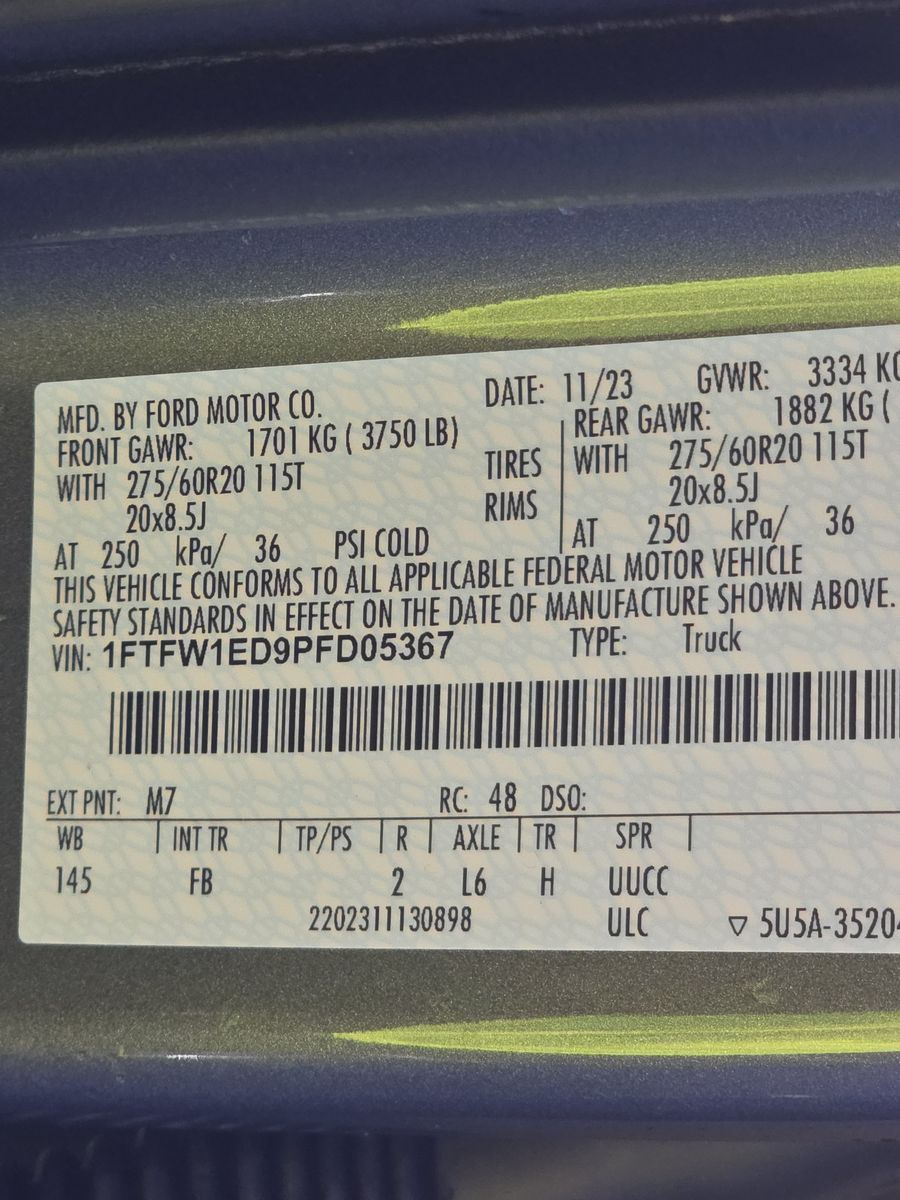 MFD. BY FORD MOTOR CO. DATE: 11/23 GVWR: 3334 KG
FRONT GAWR: 1701 KG ( 3750 LB) REAR GAWR: 1882 KG (
WITH 275/60R20 115T TIRES WITH 275/60R20 115T
20x8.5J RIMS 20x8.5J
AT 250 kPa/ 36 PSI COLD AT 250 kPa/ 36
THIS VEHICLE CONFORMS TO ALL APPLICABLE FEDERAL MOTOR VEHICLE
SAFETY STANDARDS IN EFFECT ON THE DATE OF MANUFACTURE SHOWN ABOVE.
VIN: 1FTFW1ED9PFD05367 TYPE: Truck
EXT PNT: M7 RC: 48 DSO:
WB INT TR TP/PS R AXLE TR SPR
145 FB 2 L6 H UUCC
2202311130898 ULC ▽ 5U5A-35204